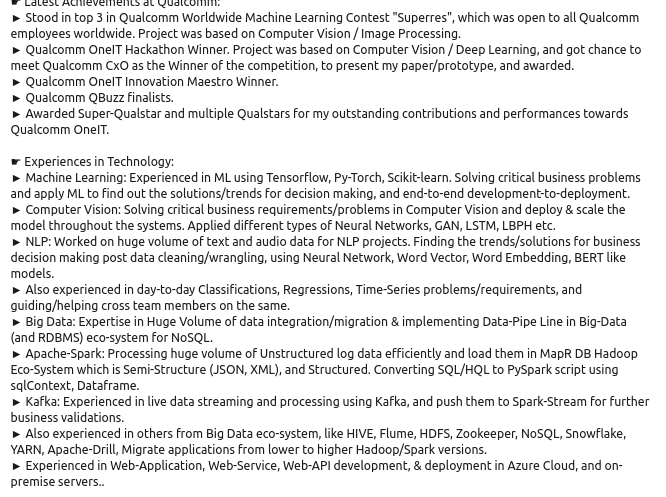 ☛ Latest Achievements at Qualcomm:
► Stood in top 3 in Qualcomm Worldwide Machine Learning Contest "Superres", which was open to all Qualcomm
employees worldwide. Project was based on Computer Vision / Image Processing.
► Qualcomm OneIT Hackathon Winner. Project was based on Computer Vision / Deep Learning, and got chance to
meet Qualcomm CxO as the Winner of the competition, to present my paper/prototype, and awarded.
► Qualcomm OneIT Innovation Maestro Winner.
► Qualcomm QBuzz finalists.
► Awarded Super-Qualstar and multiple Qualstars for my outstanding contributions and performances towards
Qualcomm OneIT.
☛ Experiences in Technology:
► Machine Learning: Experienced in ML using Tensorflow, Py-Torch, Scikit-learn. Solving critical business problems
and apply ML to find out the solutions/trends for decision making, and end-to-end development-to-deployment.
► Computer Vision: Solving critical business requirements/problems in Computer Vision and deploy & scale the
model throughout the systems. Applied different types of Neural Networks, GAN, LSTM, LBPH etc.
► NLP: Worked on huge volume of text and audio data for NLP projects. Finding the trends/solutions for business
decision making post data cleaning/wrangling, using Neural Network, Word Vector, Word Embedding, BERT like
models.
► Also experienced in day-to-day Classifications, Regressions, Time-Series problems/requirements, and
guiding/helping cross team members on the same.
► Big Data: Expertise in Huge Volume of data integration/migration & implementing Data-Pipe Line in Big-Data
(and RDBMS) eco-system for NoSQL.
► Apache-Spark: Processing huge volume of Unstructured log data efficiently and load them in MapR DB Hadoop
Eco-System which is Semi-Structure (JSON, XML), and Structured. Converting SQL/HQL to PySpark script using
sqlContext, Dataframe.
► Kafka: Experienced in live data streaming and processing using Kafka, and push them to Spark-Stream for further
business validations.
► Also experienced in others from Big Data eco-system, like HIVE, Flume, HDFS, Zookeeper, NoSQL, Snowflake,
YARN, Apache-Drill, Migrate applications from lower to higher Hadoop/Spark versions.
► Experienced in Web-Application, Web-Service, Web-API development, & deployment in Azure Cloud, and on-
premise servers..